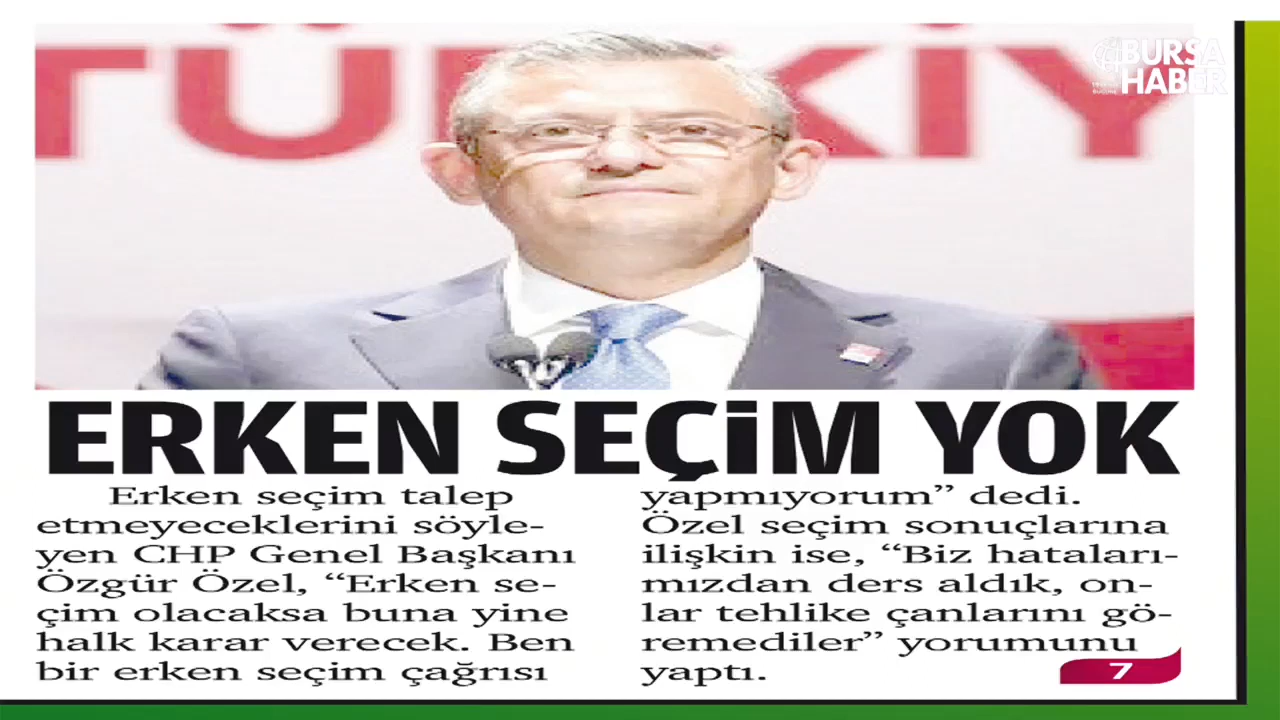 TÜRKİY
BURSA
HABER
ERKEN SEÇİM YOK
Erken seçim talep
etmeyeceklerini söyle-
yen CHP Genel Başkanı
Özgür Özel, “Erken se-
çim olacaksa buna yine
halk karar verecek. Ben
bir erken seçim çağrısı
yapmıyorum” dedi.
Özel seçim sonuçlarına
ilişkin ise, “Biz hataları-
mızdan ders aldık, on-
lar tehlike çanlarını gö-
remediler” yorumunu
yaptı.
7